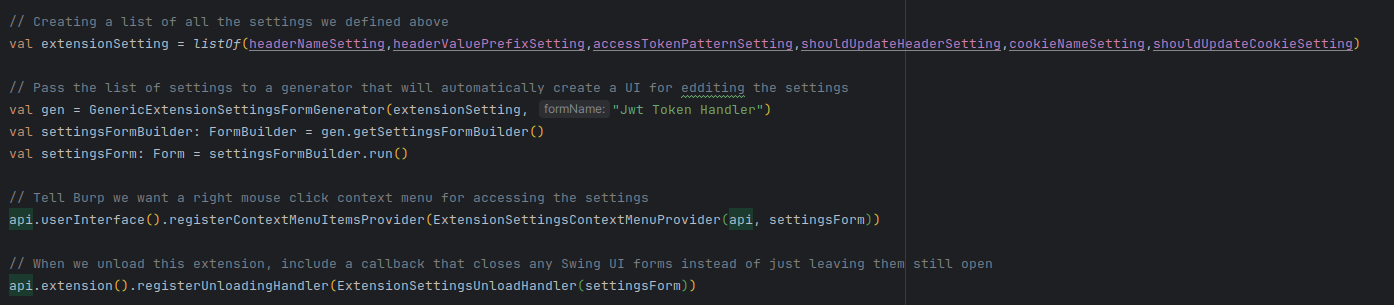 // Creating a list of all the settings we defined above
val extensionSetting = listOf(headerNameSetting,headerValuePrefixSetting,accessTokenPatternSetting,shouldUpdateHeaderSetting,cookieNameSetting,shouldUpdateCookieSetting)
// Pass the list of settings to a generator that will automatically create a UI for edditing the settings
val gen = GenericExtensionSettingsFormGenerator(extensionSetting, formName: "Jwt Token Handler")
val settingsFormBuilder: FormBuilder = gen.getSettingsFormBuilder()
val settingsForm: Form = settingsFormBuilder.run()
// Tell Burp we want a right mouse click context menu for accessing the settings
api.userInterface().registerContextMenuItemsProvider(ExtensionSettingsContextMenuProvider(api, settingsForm))
// When we unload this extension, include a callback that closes any Swing UI forms instead of just leaving them still open
api.extension().registerUnloadingHandler(ExtensionSettingsUnloadHandler(settingsForm))